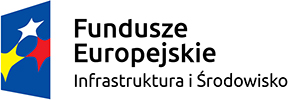 Fundusze
Europejskie
Infrastruktura i Środowisko